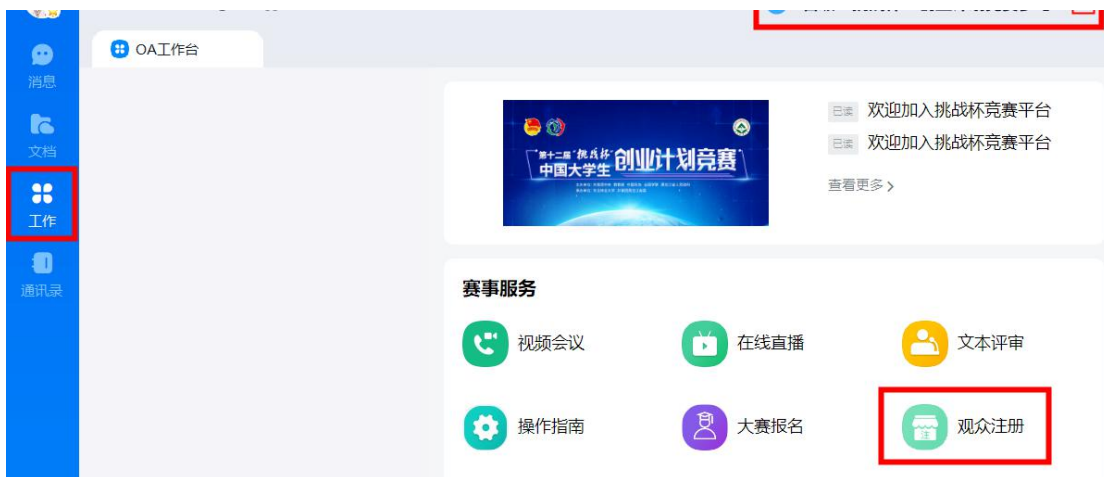 OA工作台
消息
文档
工作
通讯录
第十二届"挑战杯"
中国大学生
创业计划竞赛
已读 欢迎加入挑战杯竞赛平台
已读 欢迎加入挑战杯竞赛平台
查看更多 >
赛事服务
视频会议
在线直播
文本评审
操作指南
大赛报名
注
观众注册